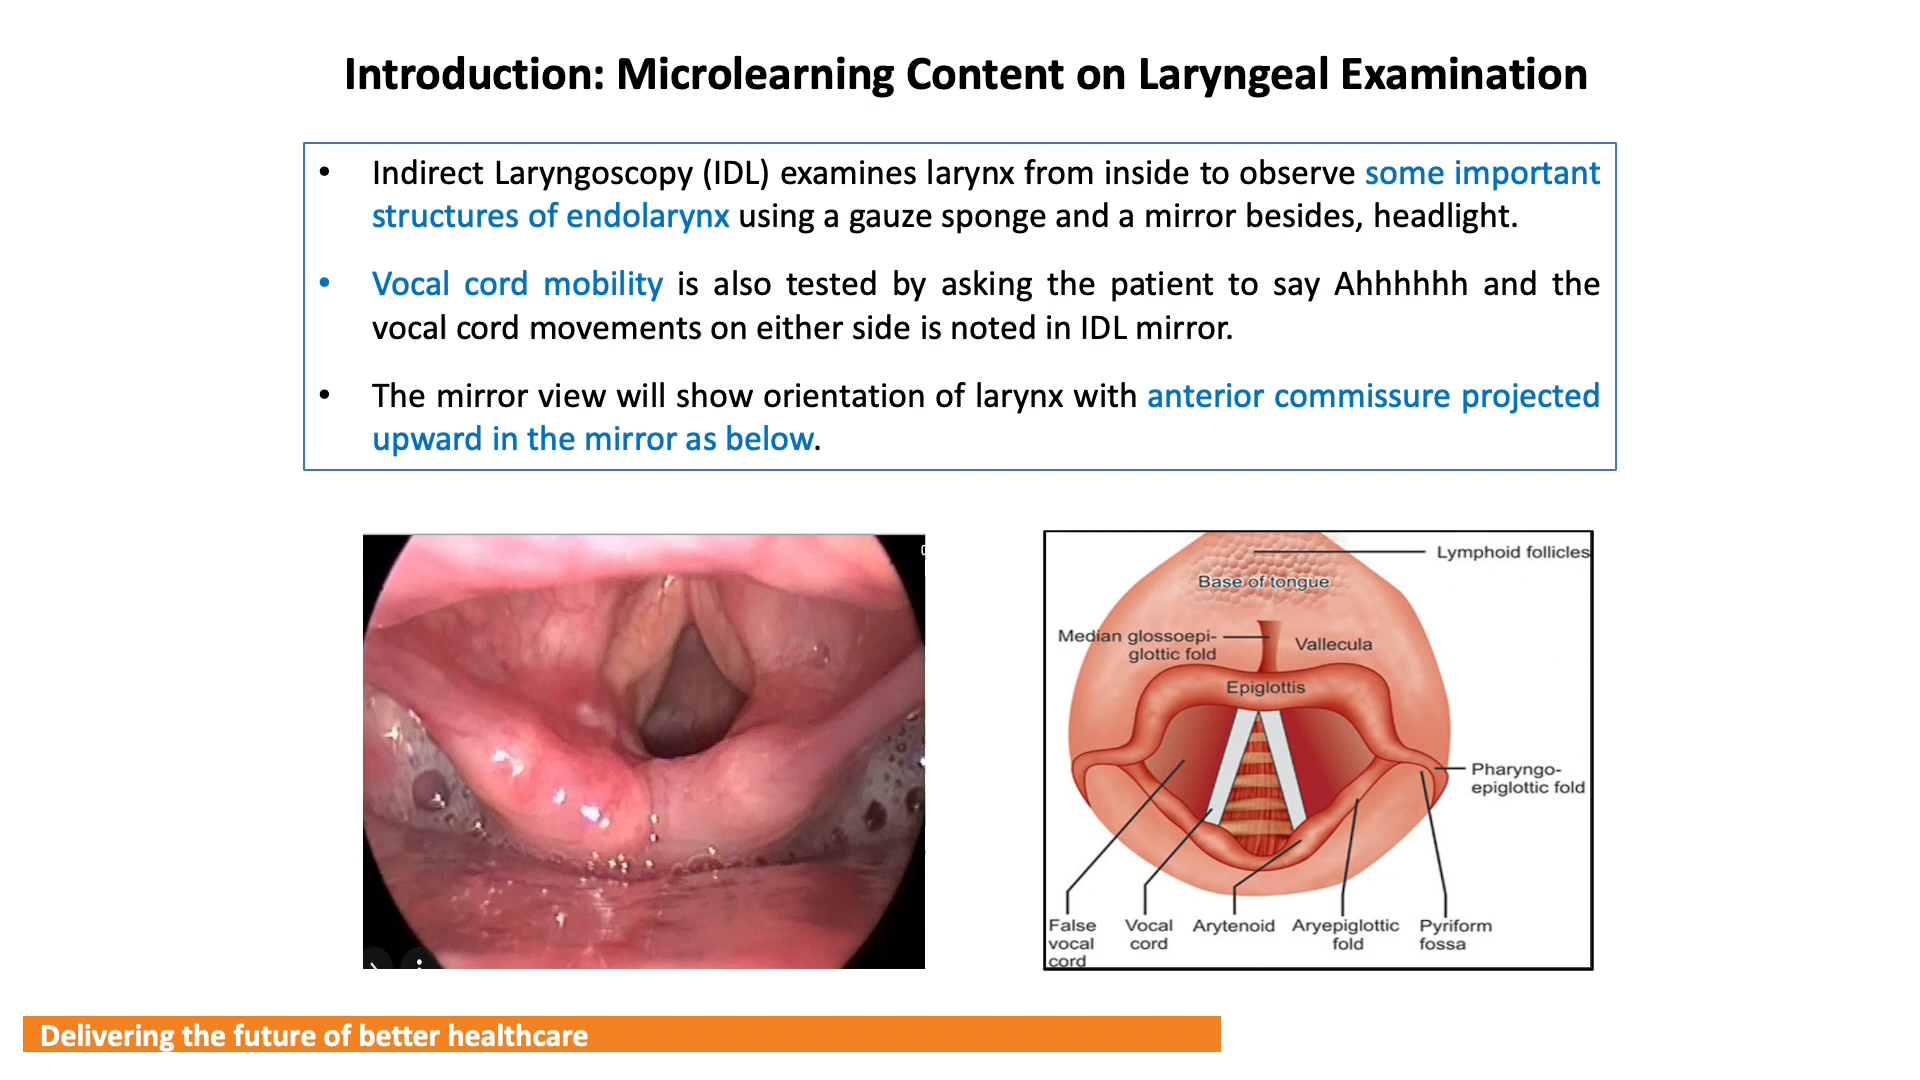 Introduction: Microlearning Content on Laryngeal Examination
• Indirect Laryngoscopy (IDL) examines larynx from inside to observe some important
structures of endolarynx using a gauze sponge and a mirror besides, headlight.
• Vocal cord mobility is also tested by asking the patient to say Ahhhhhh and the
vocal cord movements on either side is noted in IDL mirror.
• The mirror view will show orientation of larynx with anterior commissure projected
upward in the mirror as below.
Lymphoid follicles
Base of tongue
Median glossoepi-
glottic fold
Vallecula
Epiglottis
Pharyngo-
epiglottic fold
False
vocal
cord
Vocal
cord
Arytenoid
Aryepiglottic
fold
Pyriform
fossa
Delivering the future of better healthcare